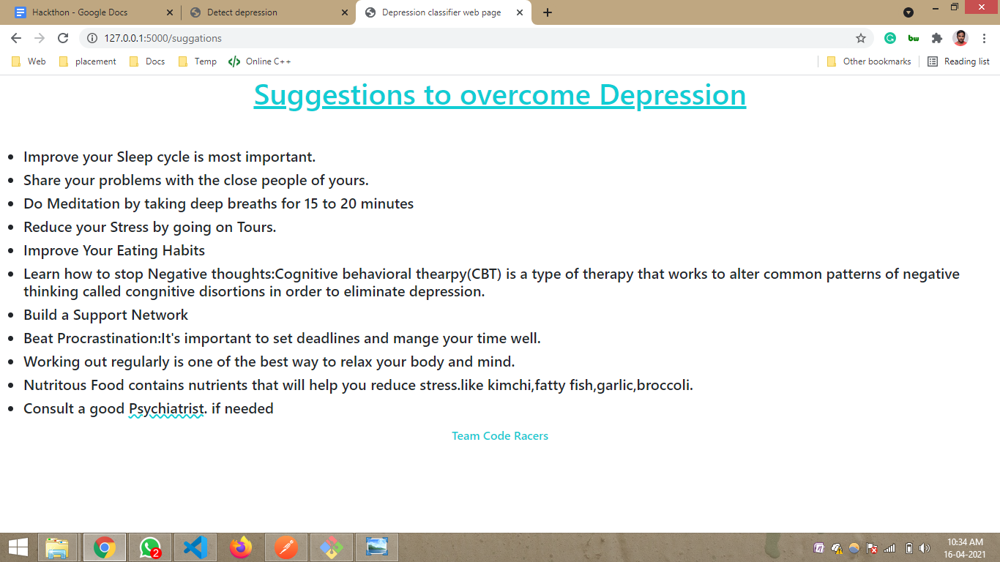 Hackthon - Google Docs
Detect depression
Depression classifier web page
127.0.0.1:5000/suggations
bw
Web
placement
Docs
Temp
Online C++
Other bookmarks
Reading list
Suggestions to overcome Depression
Improve your Sleep cycle is most important.
Share your problems with the close people of yours.
Do Meditation by taking deep breaths for 15 to 20 minutes
Reduce your Stress by going on Tours.
Improve Your Eating Habits
Learn how to stop Negative thoughts:Cognitive behavioral thearpy(CBT) is a type of therapy that works to alter common patterns of negative
thinking called congnitive disortions in order to eliminate depression.
Build a Support Network
Beat Procrastination:It's important to set deadlines and mange your time well.
Working out regularly is one of the best way to relax your body and mind.
Nutritous Food contains nutrients that will help you reduce stress.like kimchi,fatty fish,garlic,broccoli.
Consult a good Psychiatrist. if needed
Team Code Racers
2
10:34 AM
16-04-2021